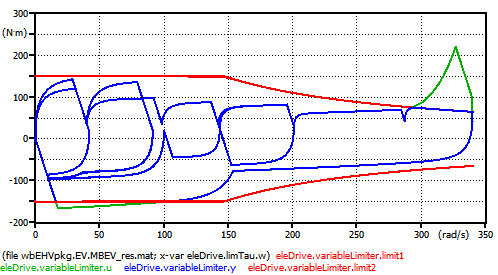 300
(N·m)
200
100
0
-100
-200
0 50 100 150 200 250 300 (rad/s) 350
(file wbEHVpkg.EV.MBEV_res.mat; x-var eleDrive.limTau.w) eleDrive.variableLimiter.limit1
eleDrive.variableLimiter.u eleDrive.variableLimiter.y eleDrive.variableLimiter.limit2